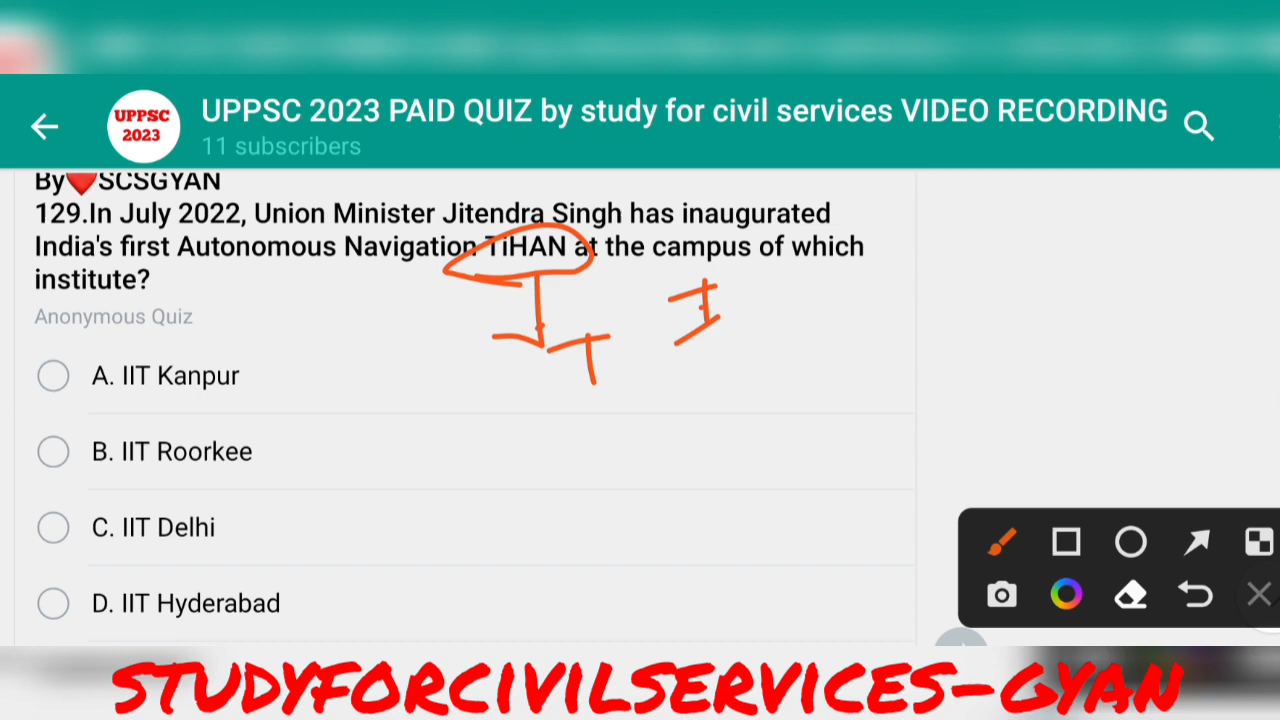 UPPSC
2023
UPPSC 2023 PAID QUIZ by study for civil services VIDEO RECORDING
11 subscribers
By❤️SCSGYAN
129.In July 2022, Union Minister Jitendra Singh has inaugurated
India's first Autonomous Navigation TiHAN at the campus of which
institute?
I
I
T
Anonymous Quiz
A. IIT Kanpur
B. IIT Roorkee
C. IIT Delhi
D. IIT Hyderabad
STUDYFORCIVILSERVICES-GYAN